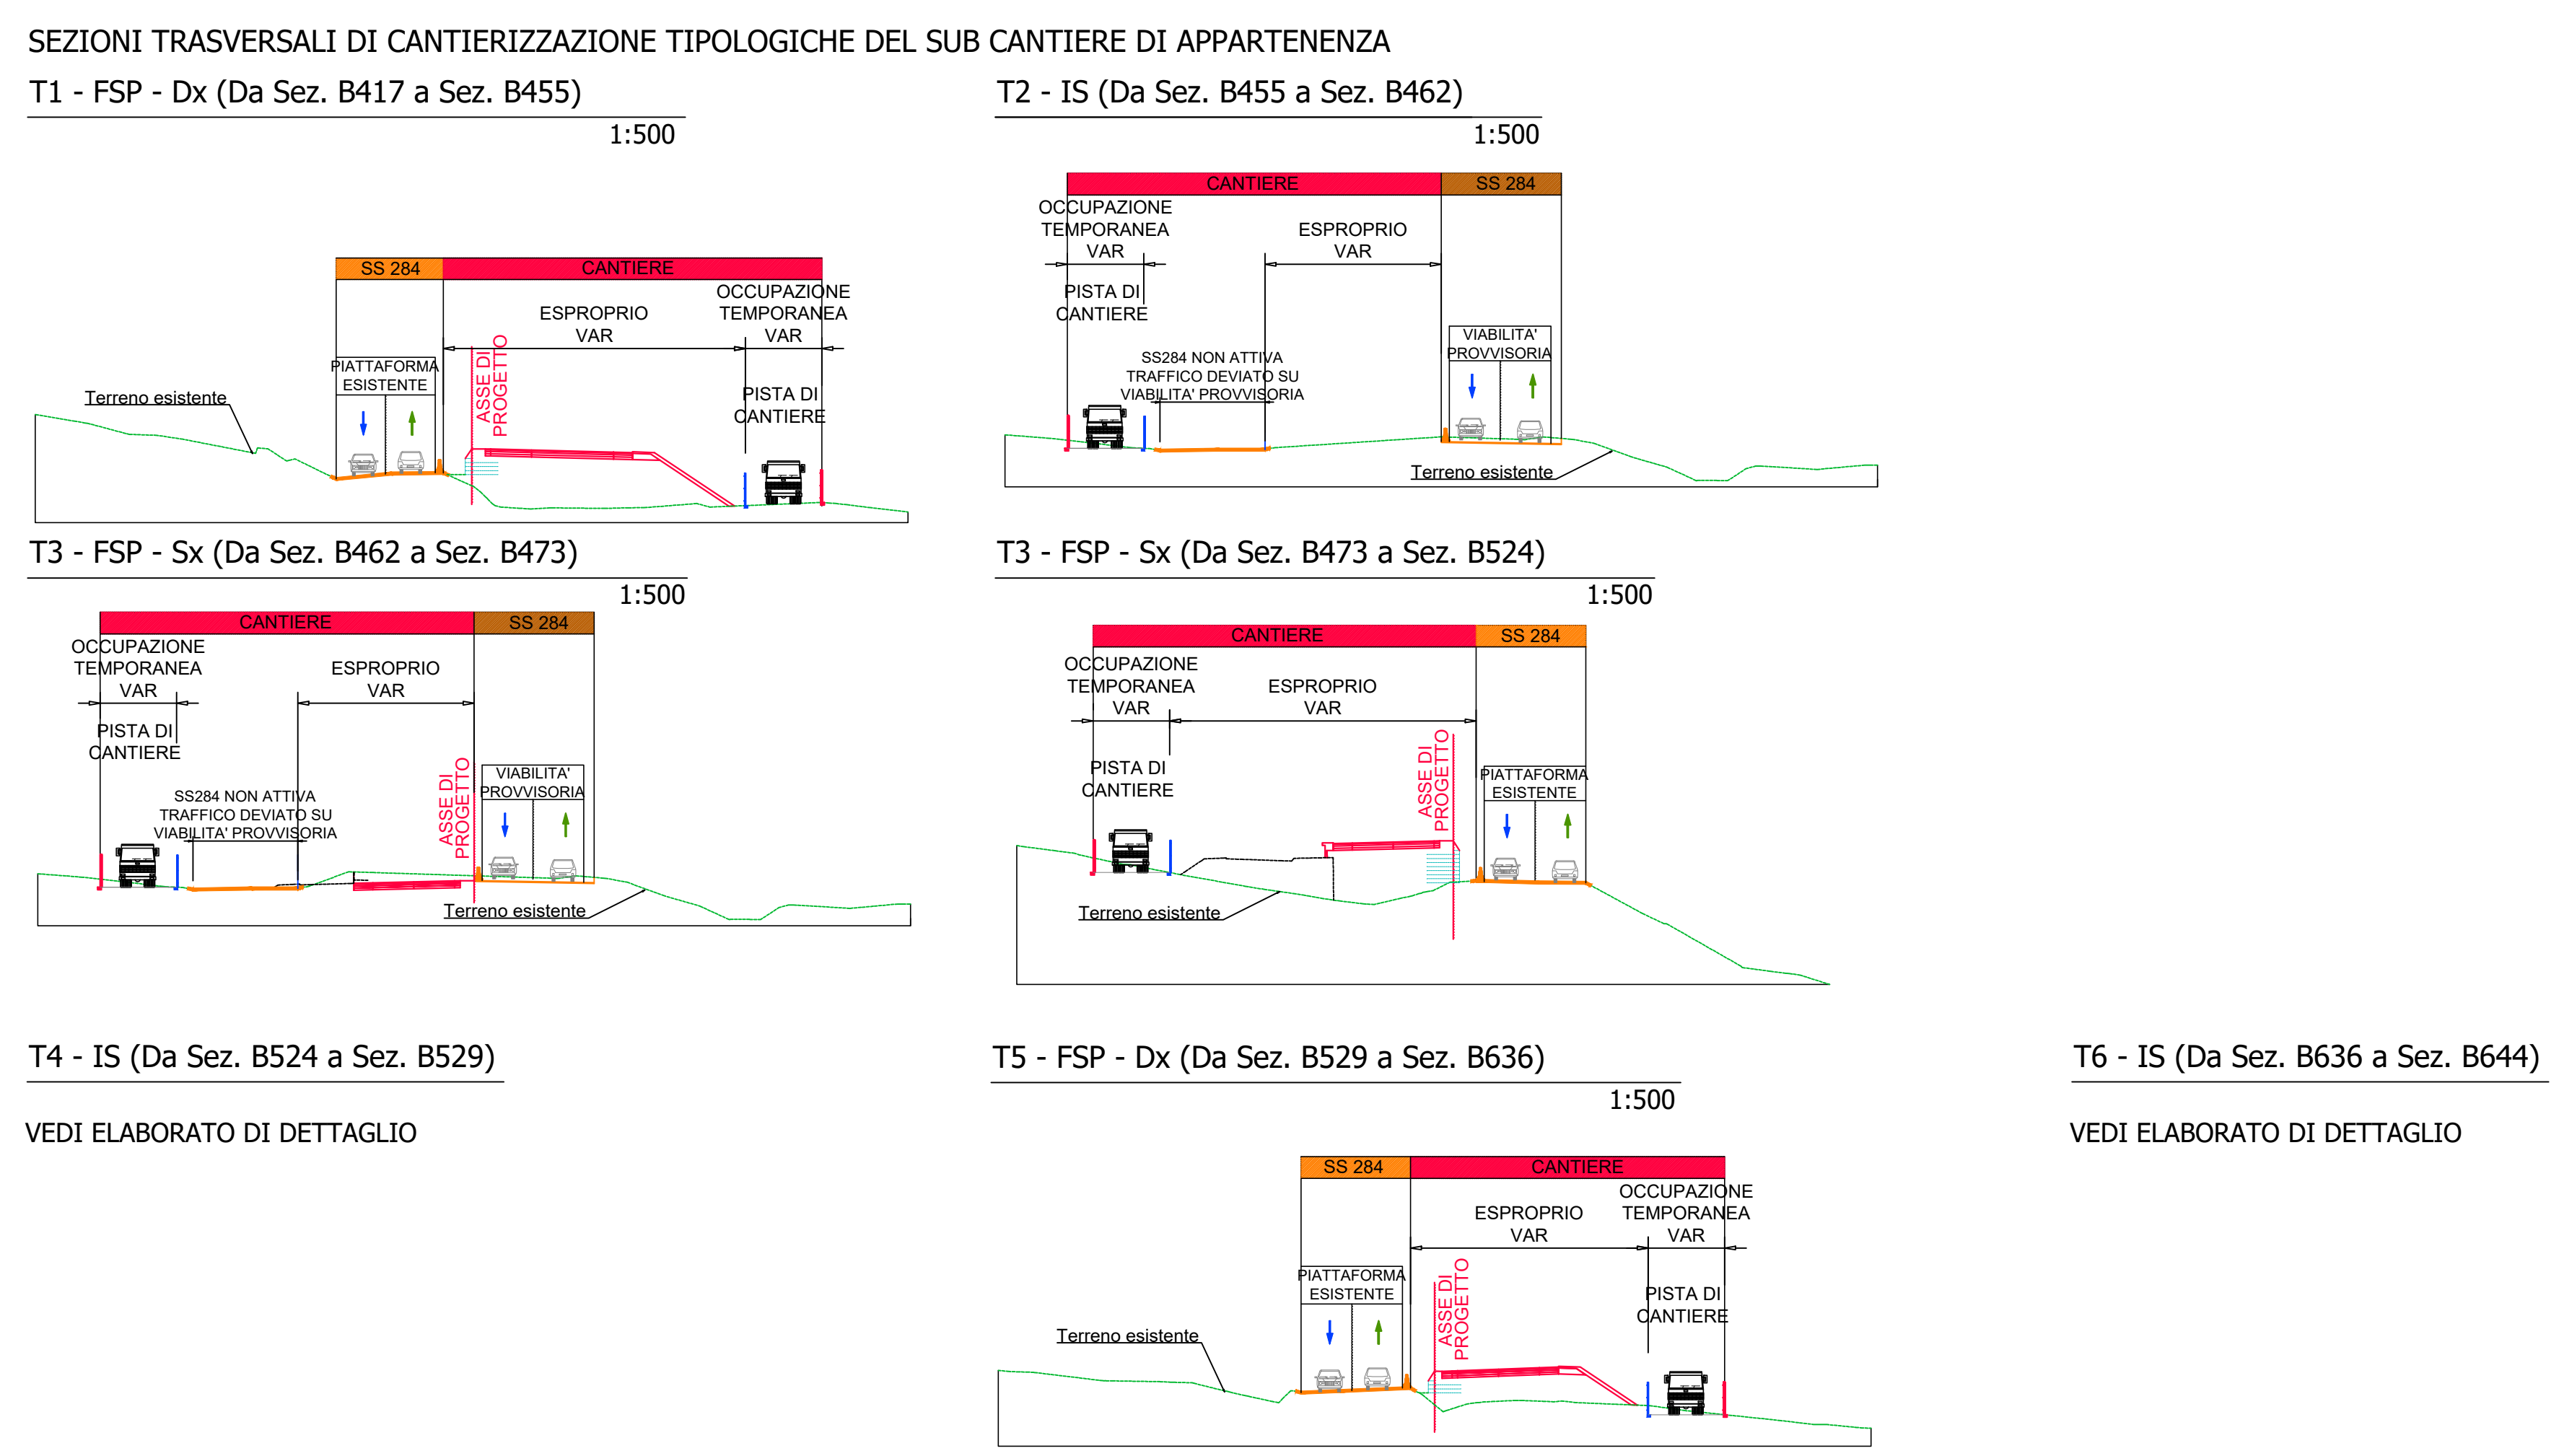 SEZIONI TRASVERSALI DI CANTIERIZZAZIONE TIPOLOGICHE DEL SUB CANTIERE DI APPARTENENZA
T1 - FSP - Dx (Da Sez. B417 a Sez. B455)
1:500
SS 284
CANTIERE
OCCUPAZIONE
TEMPORANEA
VAR
ESPROPRIO
VAR
PIATTAFORMA
ESISTENTE
ASSE DI
PROGETTO
PISTA DI
CANTIERE
Terreno esistente
T2 - IS (Da Sez. B455 a Sez. B462)
1:500
CANTIERE
SS 284
OCCUPAZIONE
TEMPORANEA
VAR
ESPROPRIO
VAR
PISTA DI
CANTIERE
VIABILITA'
PROVVISORIA
SS284 NON ATTIVA
TRAFFICO DEVIATO SU
VIABILITA' PROVVISORIA
Terreno esistente
T3 - FSP - Sx (Da Sez. B462 a Sez. B473)
1:500
CANTIERE
SS 284
OCCUPAZIONE
TEMPORANEA
VAR
ESPROPRIO
VAR
PISTA DI
CANTIERE
ASSE DI
PROGETTO
VIABILITA'
PROVVISORIA
SS284 NON ATTIVA
TRAFFICO DEVIATO SU
VIABILITA' PROVVISORIA
Terreno esistente
T3 - FSP - Sx (Da Sez. B473 a Sez. B524)
1:500
CANTIERE
SS 284
OCCUPAZIONE
TEMPORANEA
VAR
ESPROPRIO
VAR
PISTA DI
CANTIERE
ASSE DI
PROGETTO
PIATTAFORMA
ESISTENTE
Terreno esistente
T4 - IS (Da Sez. B524 a Sez. B529)
VEDI ELABORATO DI DETTAGLIO
T5 - FSP - Dx (Da Sez. B529 a Sez. B636)
1:500
SS 284
CANTIERE
OCCUPAZIONE
TEMPORANEA
VAR
ESPROPRIO
VAR
PIATTAFORMA
ESISTENTE
ASSE DI
PROGETTO
PISTA DI
CANTIERE
Terreno esistente
T6 - IS (Da Sez. B636 a Sez. B644)
VEDI ELABORATO DI DETTAGLIO